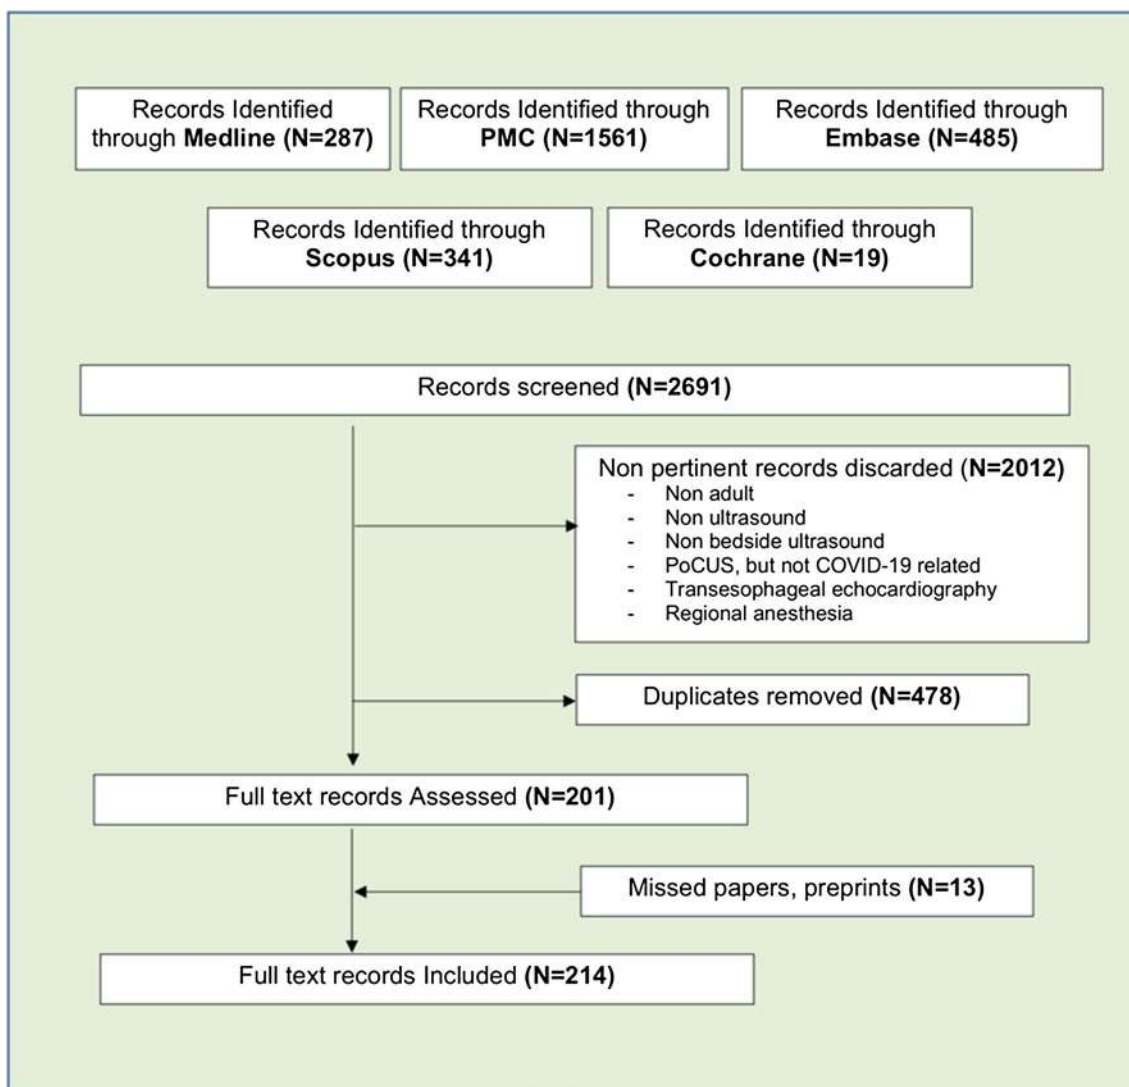 Records Identified
through Medline (N=287)
Records Identified through
PMC (N=1561)
Records Identified through
Embase (N=485)
Records Identified through
Scopus (N=341)
Records Identified through
Cochrane (N=19)
Records screened (N=2691)
Non pertinent records discarded (N=2012)
- Non adult
- Non ultrasound
- Non bedside ultrasound
- PoCUS, but not COVID-19 related
- Transesophageal echocardiography
- Regional anesthesia
Duplicates removed (N=478)
Full text records Assessed (N=201)
Missed papers, preprints (N=13)
Full text records Included (N=214)